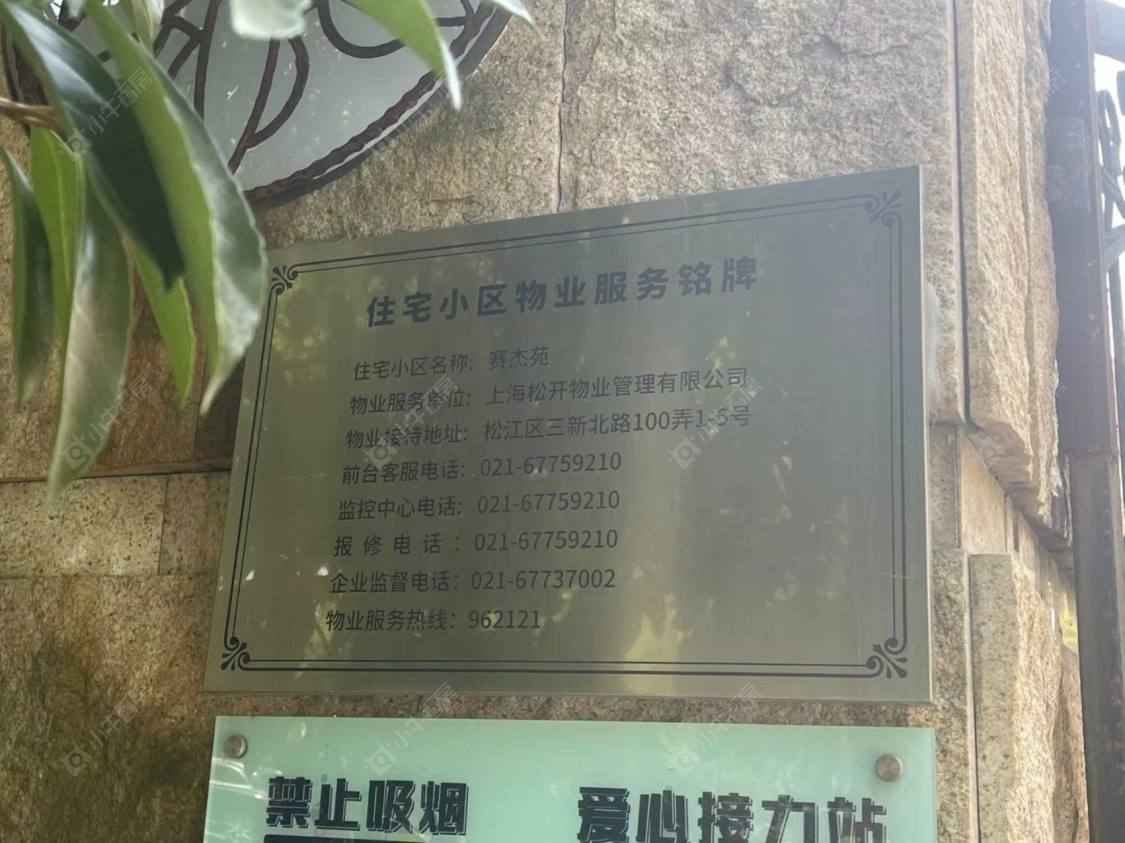 住宅小区物业服务铭牌
住宅小区名称：赛杰苑
物业服务单位：上海松开物业管理有限公司
物业接待地址：松江区三新北路100弄1-5号
前台客服电话：021-67759210
监控中心电话：021-67759210
报修电话：021-67759210
企业监督电话：021-67737002
物业服务热线：962121
禁止吸烟 爱心接力站
小牛看房